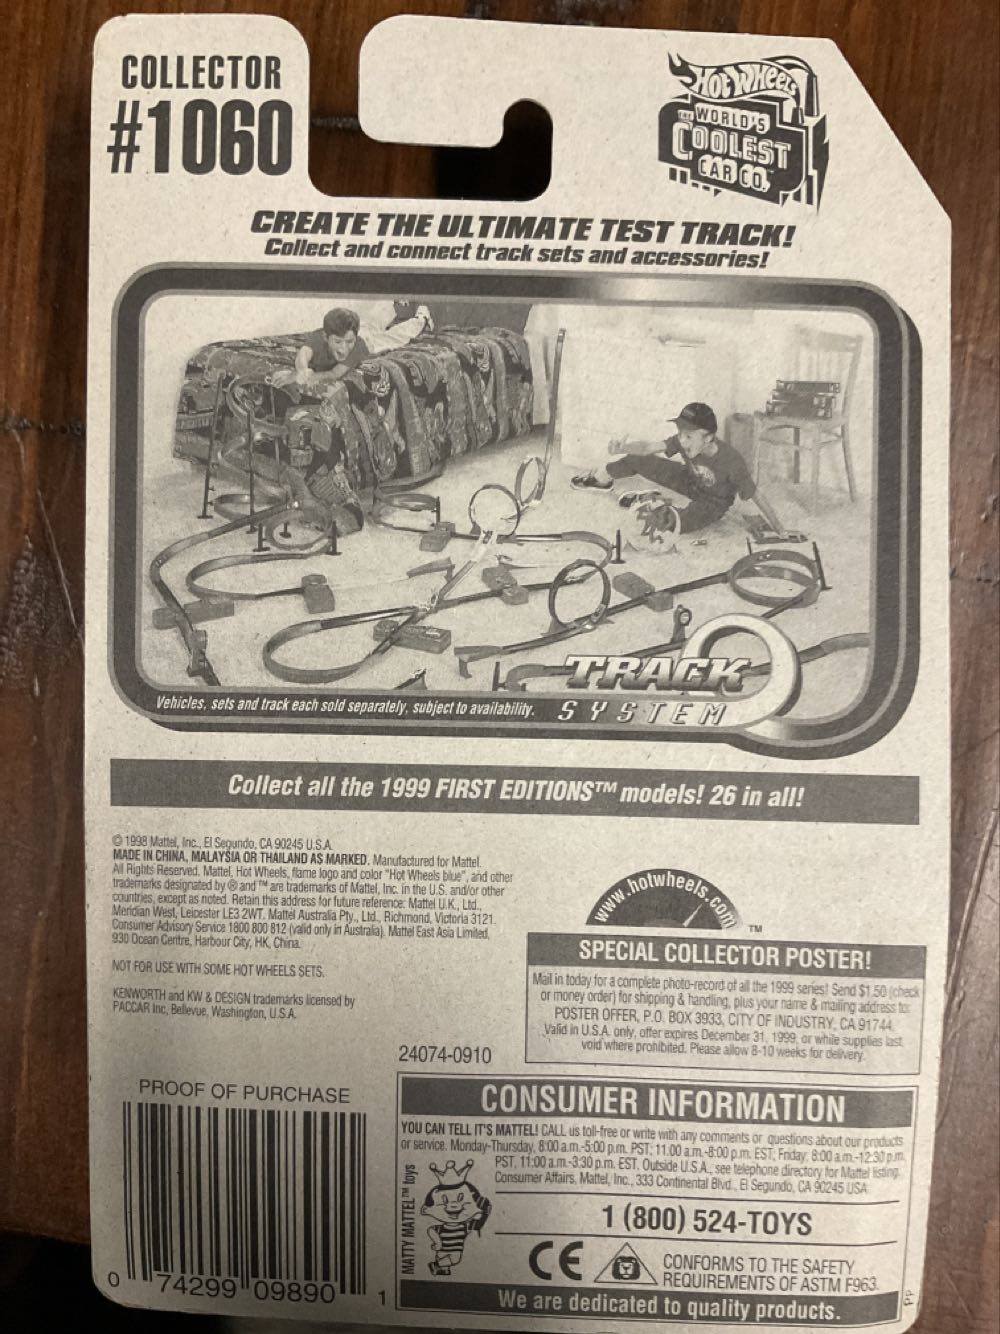 COLLECTOR
#1060
HOT WHEELS
THE WORLD'S
COOLEST
CAR CO.
CREATE THE ULTIMATE TEST TRACK!
Collect and connect track sets and accessories!
TRACK
SYSTEM
Vehicles, sets and track each sold separately, subject to availability.
Collect all the 1999 FIRST EDITIONS™ models! 26 in all!
© 1998 Mattel, Inc., El Segundo, CA 90245 U.S.A.
MADE IN CHINA, MALAYSIA OR THAILAND AS MARKED. Manufactured for Mattel.
All Rights Reserved. Mattel, Hot Wheels, flame logo and color "Hot Wheels blue", and other
trademarks designated by ® and ™ are trademarks of Mattel, Inc. in the U.S. and/or other
countries, except as noted. Retain this address for future reference: Mattel U.K., Ltd.,
Meridian West, Leicester LE3 2WT. Mattel Australia Pty., Ltd., Richmond, Victoria 3121.
Consumer Advisory Service 1800 800 812 (valid only in Australia). Mattel East Asia Limited,
930 Ocean Centre, Harbour City, HK, China.
NOT FOR USE WITH SOME HOT WHEELS SETS.
KENWORTH and KW & DESIGN trademarks licensed by
PACCAR Inc, Bellevue, Washington, U.S.A.
24074-0910
www.hotwheels.com
™
SPECIAL COLLECTOR POSTER!
Mail in today for a complete photo-record of all the 1999 series! Send $1.50 (check
or money order) for shipping & handling, plus your name & mailing address to:
POSTER OFFER, P.O. BOX 3933, CITY OF INDUSTRY, CA 91744.
Valid in U.S.A. only, offer expires December 31, 1999, or while supplies last,
void where prohibited. Please allow 8-10 weeks for delivery.
PROOF OF PURCHASE
0 74299 09890 1
CONSUMER INFORMATION
YOU CAN TELL IT'S MATTEL! CALL us toll-free or write with any comments or questions about our products
or service. Monday-Thursday, 8:00 a.m.-5:00 p.m. PST; 11:00 a.m.-8:00 p.m. EST, Friday: 8:00 a.m.-12:30 p.m.
PST, 11:00 a.m.-3:30 p.m. EST. Outside U.S.A., see telephone directory for Mattel listing.
Consumer Affairs, Mattel, Inc., 333 Continental Blvd., El Segundo, CA 90245 USA
MATTY MATTEL™ toys
1 (800) 524-TOYS
CE
CONFORMS TO THE SAFETY
REQUIREMENTS OF ASTM F963.
We are dedicated to quality products.
PP